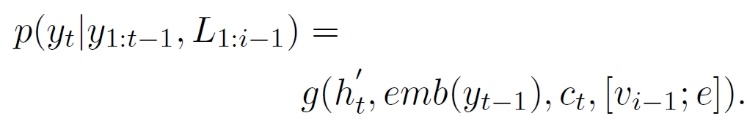 p(y_t|y_{1:t−1}, L_{1:i−1}) =
g(h'_t, emb(y_{t−1}), c_t, [v_{i−1}; e]).